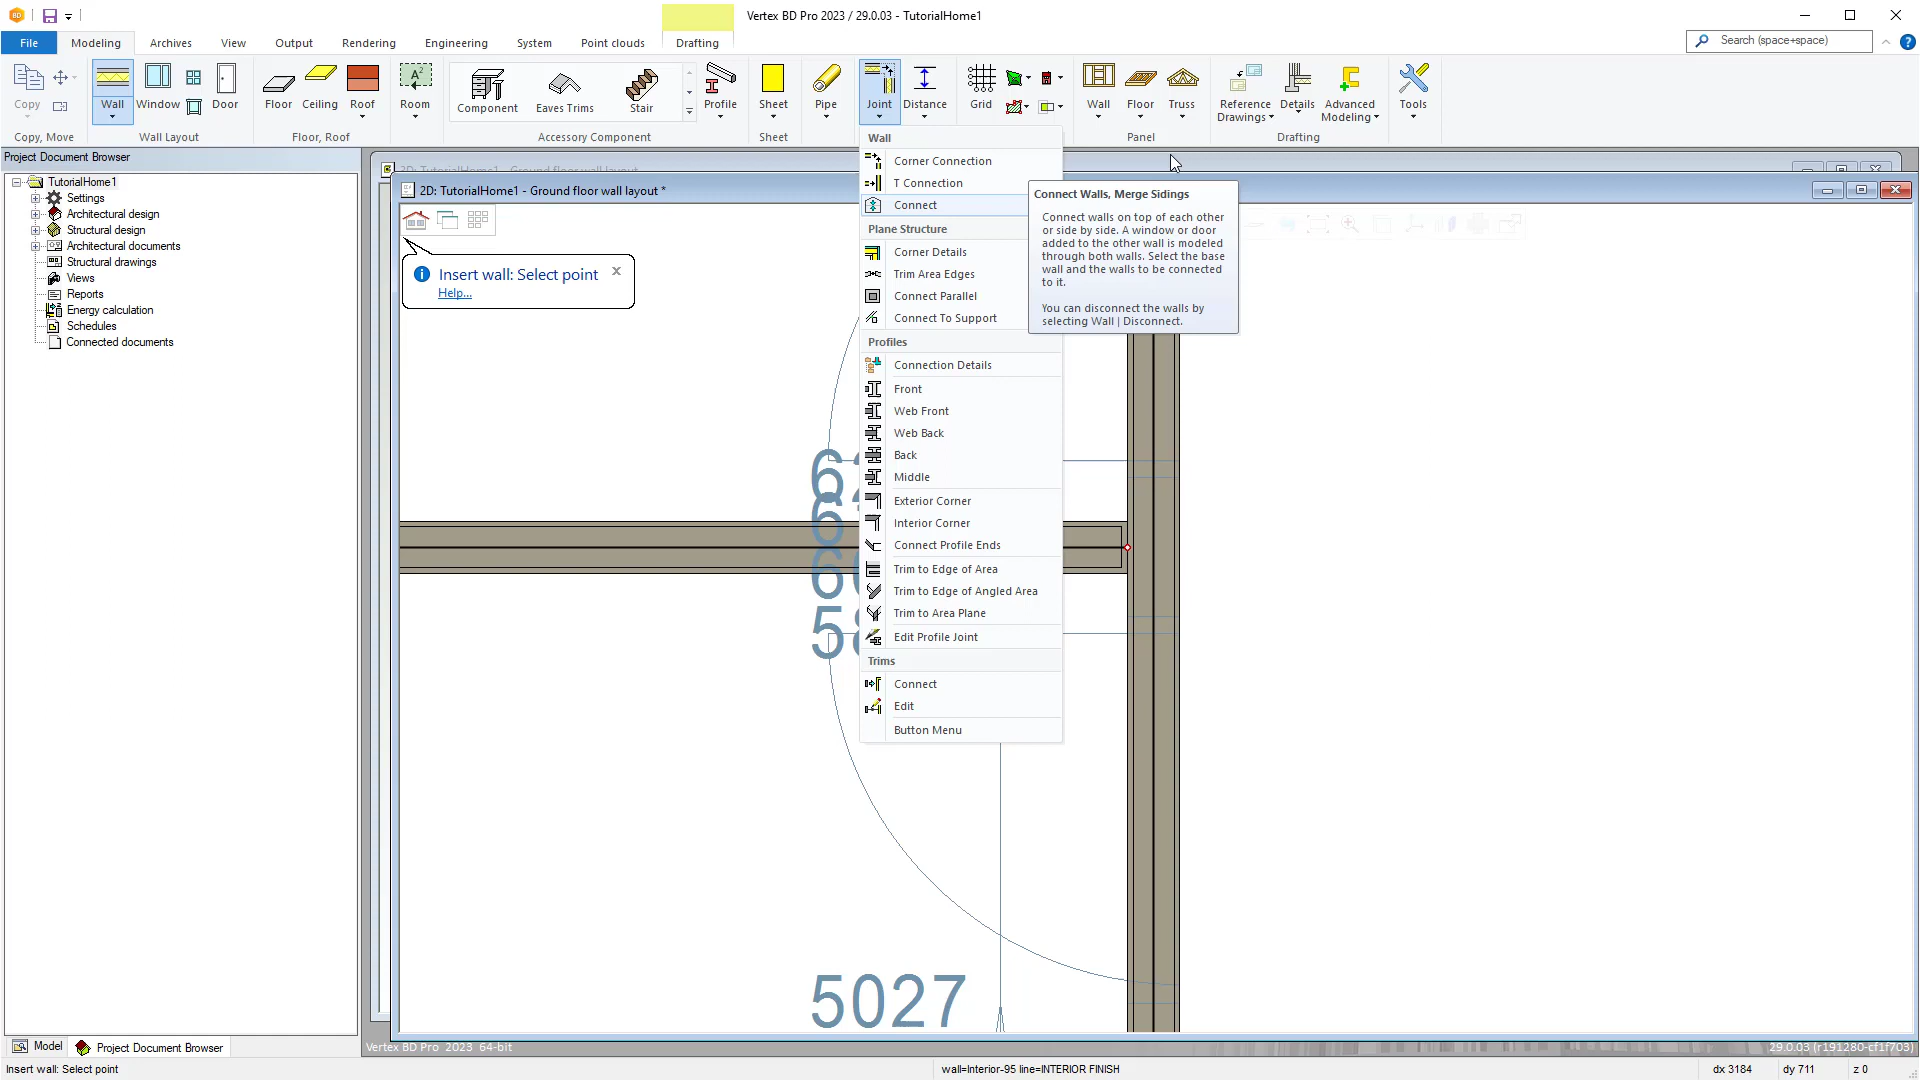 BD
Vertex BD Pro 2023 / 29.0.03 - TutorialHome1
File
Modeling
Archives
View
Output
Rendering
Engineering
System
Point clouds
Drafting
Search (space+space)
Copy
Wall
Window
Door
Floor
Ceiling
Roof
Room
Component
Eaves Trims
Stair
Profile
Sheet
Pipe
Joint
Distance
Grid
Wall
Floor
Truss
Reference
Drawings
Details
Advanced
Modeling
Tools
Copy, Move
Wall Layout
Floor, Roof
Accessory Component
Sheet
Panel
Drafting
Project Document Browser
TutorialHome1
Settings
Architectural design
Structural design
Architectural documents
Structural drawings
Views
Reports
Energy calculation
Schedules
Connected documents
2D: TutorialHome1 - Ground floor wall layout
2D: TutorialHome1 - Ground floor wall layout *
Insert wall: Select point
Help...
Wall
Corner Connection
T Connection
Connect
Plane Structure
Corner Details
Trim Area Edges
Connect Parallel
Connect To Support
Profiles
Connection Details
Front
Web Front
Web Back
Back
Middle
Exterior Corner
Interior Corner
Connect Profile Ends
Trim to Edge of Area
Trim to Edge of Angled Area
Trim to Area Plane
Edit Profile Joint
Trims
Connect
Edit
Button Menu
Connect Walls, Merge Sidings
Connect walls on top of each other
or side by side. A window or door
added to the other wall is modeled
through both walls. Select the base
wall and the walls to be connected
to it.
You can disconnect the walls by
selecting Wall | Disconnect.
5027
Model
Project Document Browser
Vertex BD Pro 2023 64-bit
29.0.03 (r191280-cf1f703)
Insert wall: Select point
wall=Interior-95 line=INTERIOR FINISH
dx 3184
dy 711
z 0